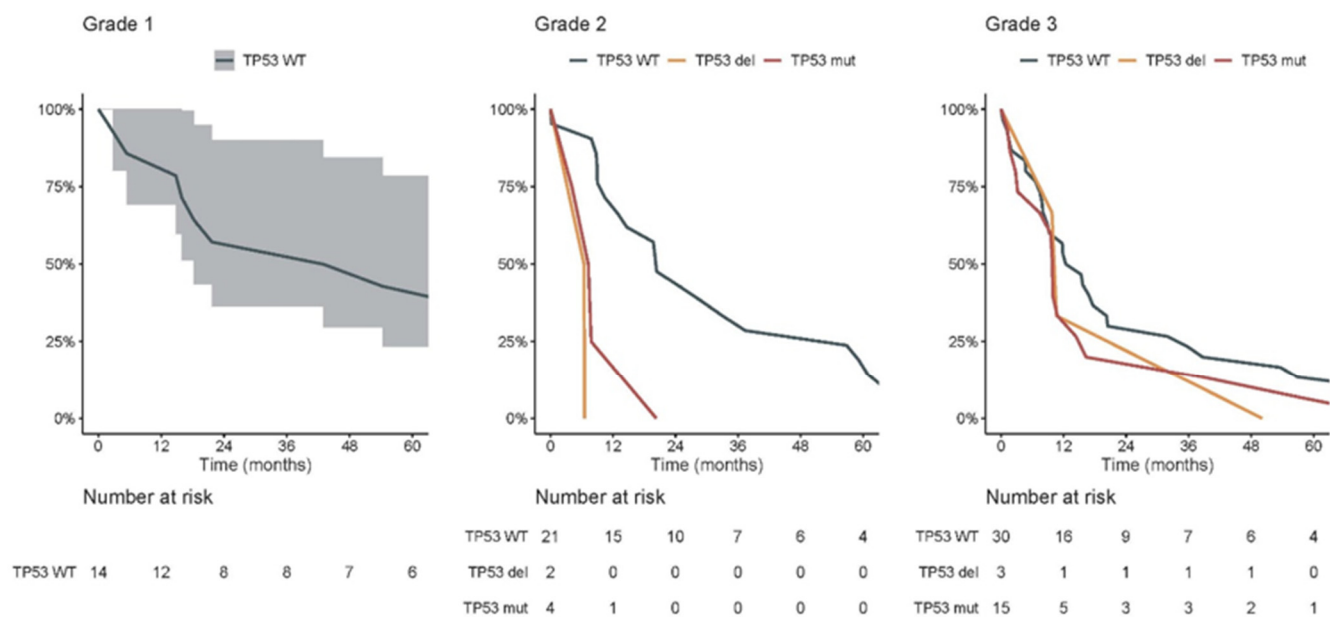 Grade 1
TP53 WT
100%
75%
50%
25%
0%
0 12 24 36 48 60
Time (months)
Number at risk
TP53 WT 14 12 8 8 7 6
Grade 2
TP53 WT TP53 del TP53 mut
100%
75%
50%
25%
0%
0 12 24 36 48 60
Time (months)
Number at risk
TP53 WT 21 15 10 7 6 4
TP53 del 2 0 0 0 0 0
TP53 mut 4 1 0 0 0 0
Grade 3
TP53 WT TP53 del TP53 mut
100%
75%
50%
25%
0%
0 12 24 36 48 60
Time (months)
Number at risk
TP53 WT 30 16 9 7 6 4
TP53 del 3 1 1 1 1 0
TP53 mut 15 5 3 3 2 1